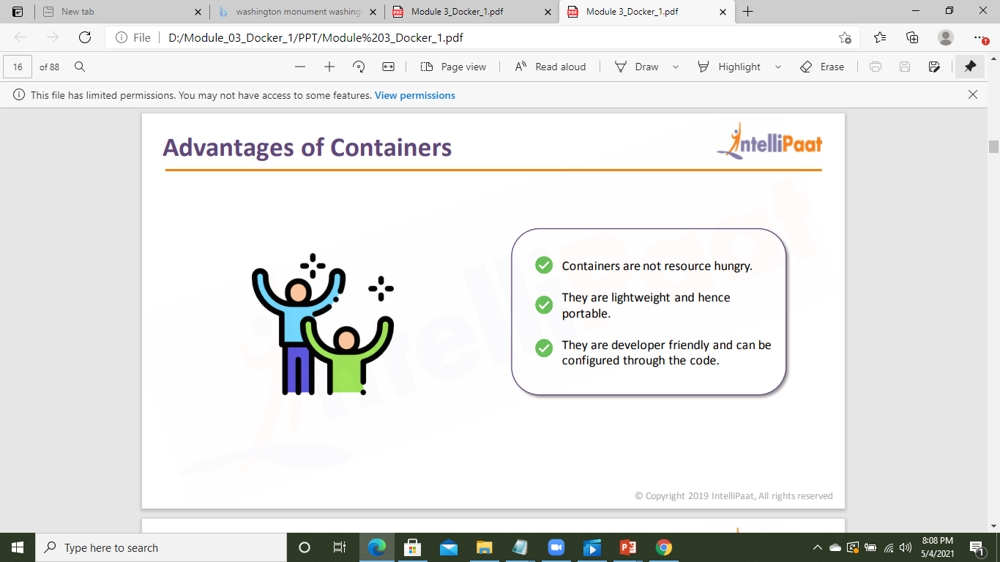 New tab
washington monument washingt
Module 3_Docker_1.pdf
Module 3_Docker_1.pdf
File
D:/Module_03_Docker_1/PPT/Module%203_Docker_1.pdf
16
of 88
Page view
Read aloud
Draw
Highlight
Erase
This file has limited permissions. You may not have access to some features. View permissions
Advantages of Containers
IntelliPaat
Containers are not resource hungry.
They are lightweight and hence
portable.
They are developer friendly and can be
configured through the code.
© Copyright 2019 IntelliPaat, All rights reserved
Type here to search
8:08 PM
5/4/2021
1